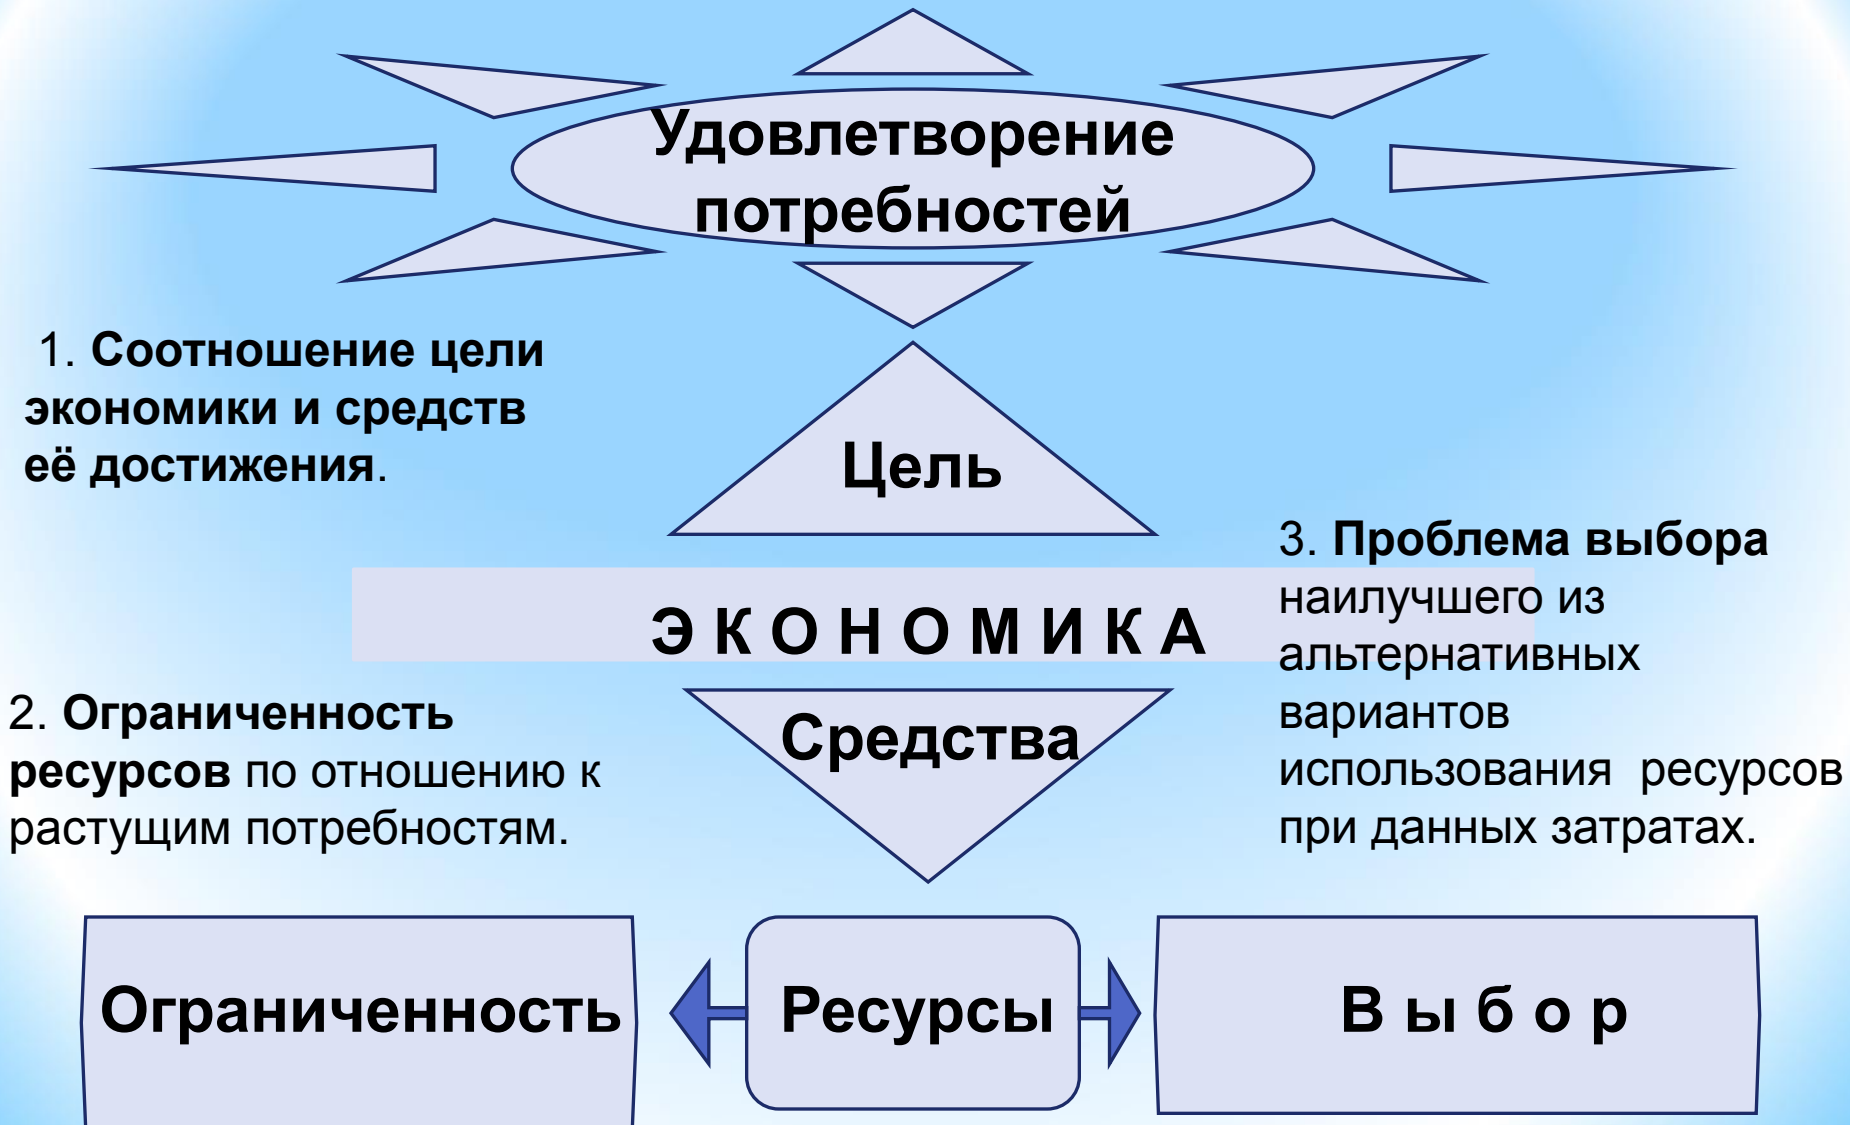 Удовлетворение
потребностей
1. Соотношение цели
экономики и средств
её достижения.
Цель
Э К О Н О М И К А
3. Проблема выбора
наилучшего из
альтернативных
вариантов
использования  ресурсов
при данных затратах.
2. Ограниченность
ресурсов по отношению к
растущим потребностям.
Средства
Ограниченность
Ресурсы
В ы б о р